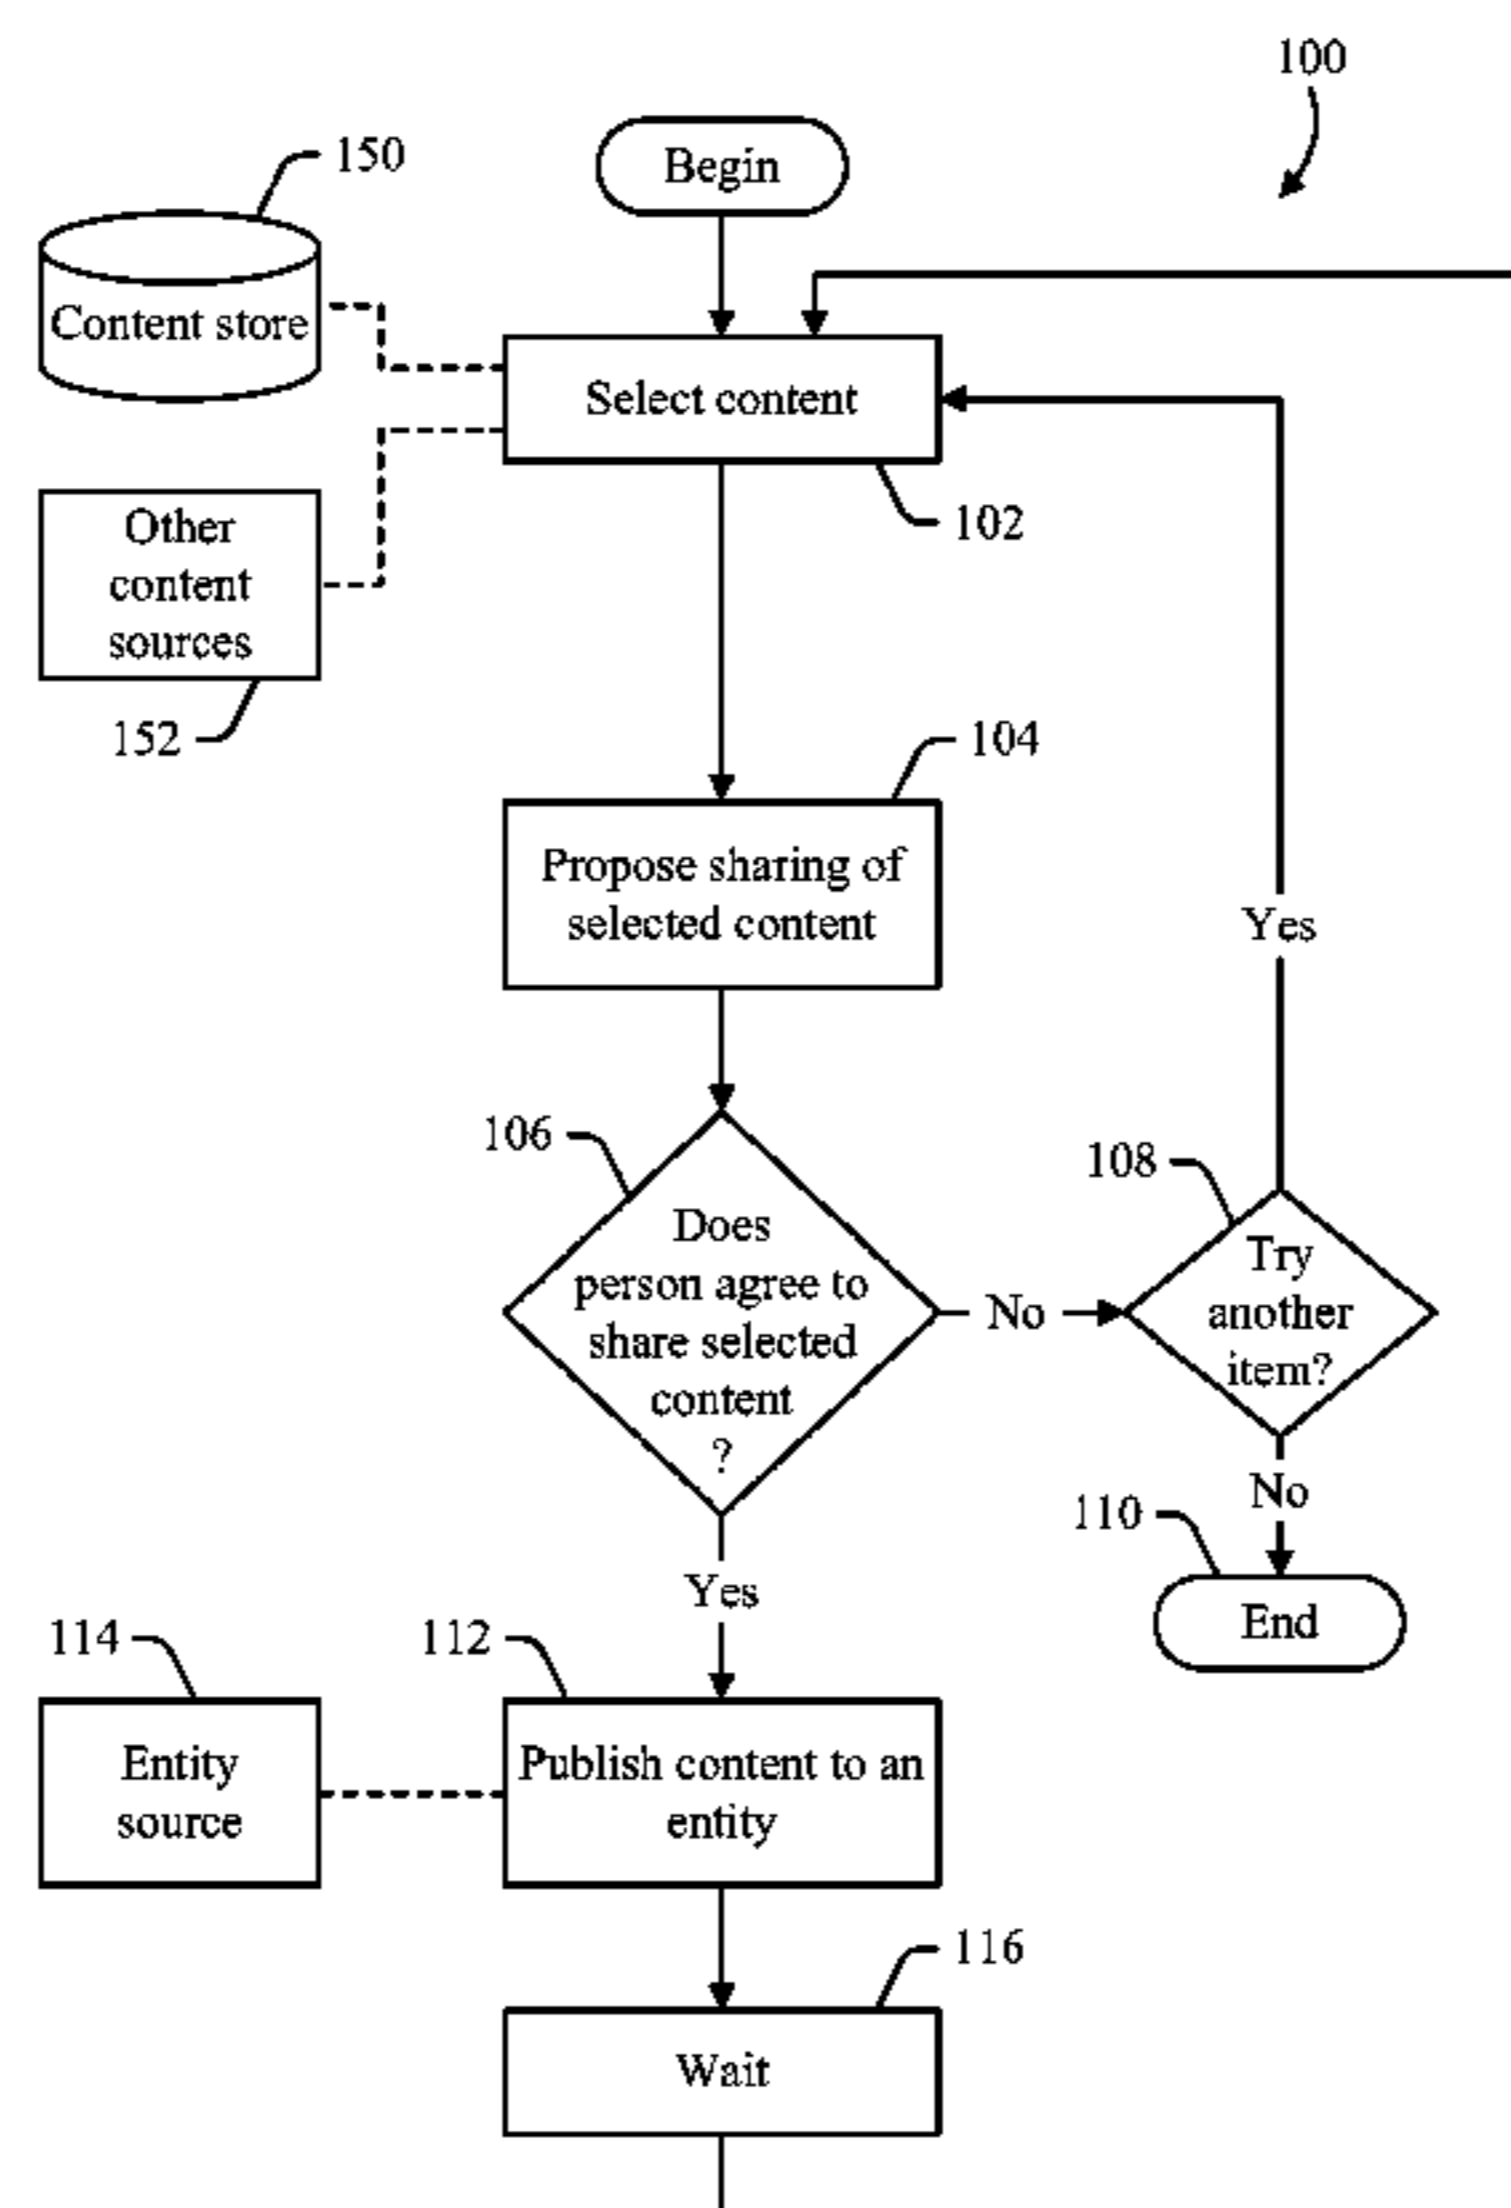 100
Begin
150
Content store
Select content
102
Other
content
sources
152
104
Propose sharing of
selected content
Yes
106
108
Does
person agree to
share selected
content
?
No
Try
another
item?
No
110
End
Yes
114
112
Entity
source
Publish content to an
entity
116
Wait